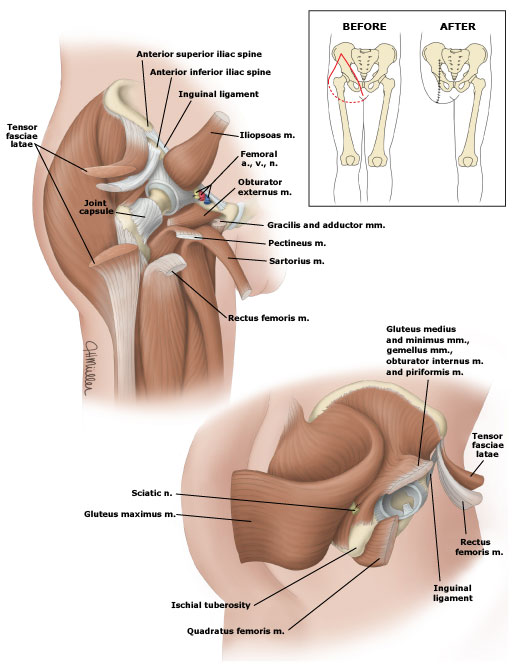 BEFORE
AFTER
Anterior superior iliac spine
Anterior inferior iliac spine
Inguinal ligament
Tensor
fasciae
latae
Iliopsoas m.
Femoral
a., v., n.
Obturator
externus m.
Joint
capsule
Gracilis and adductor mm.
Pectineus m.
Sartorius m.
Rectus femoris m.
JHMüller
Gluteus medius
and minimus mm.,
gemellus mm.,
obturator internus m.
and piriformis m.
Tensor
fasciae
latae
Sciatic n.
Gluteus maximus m.
Rectus
femoris m.
Inguinal
ligament
Ischial tuberosity
Quadratus femoris m.